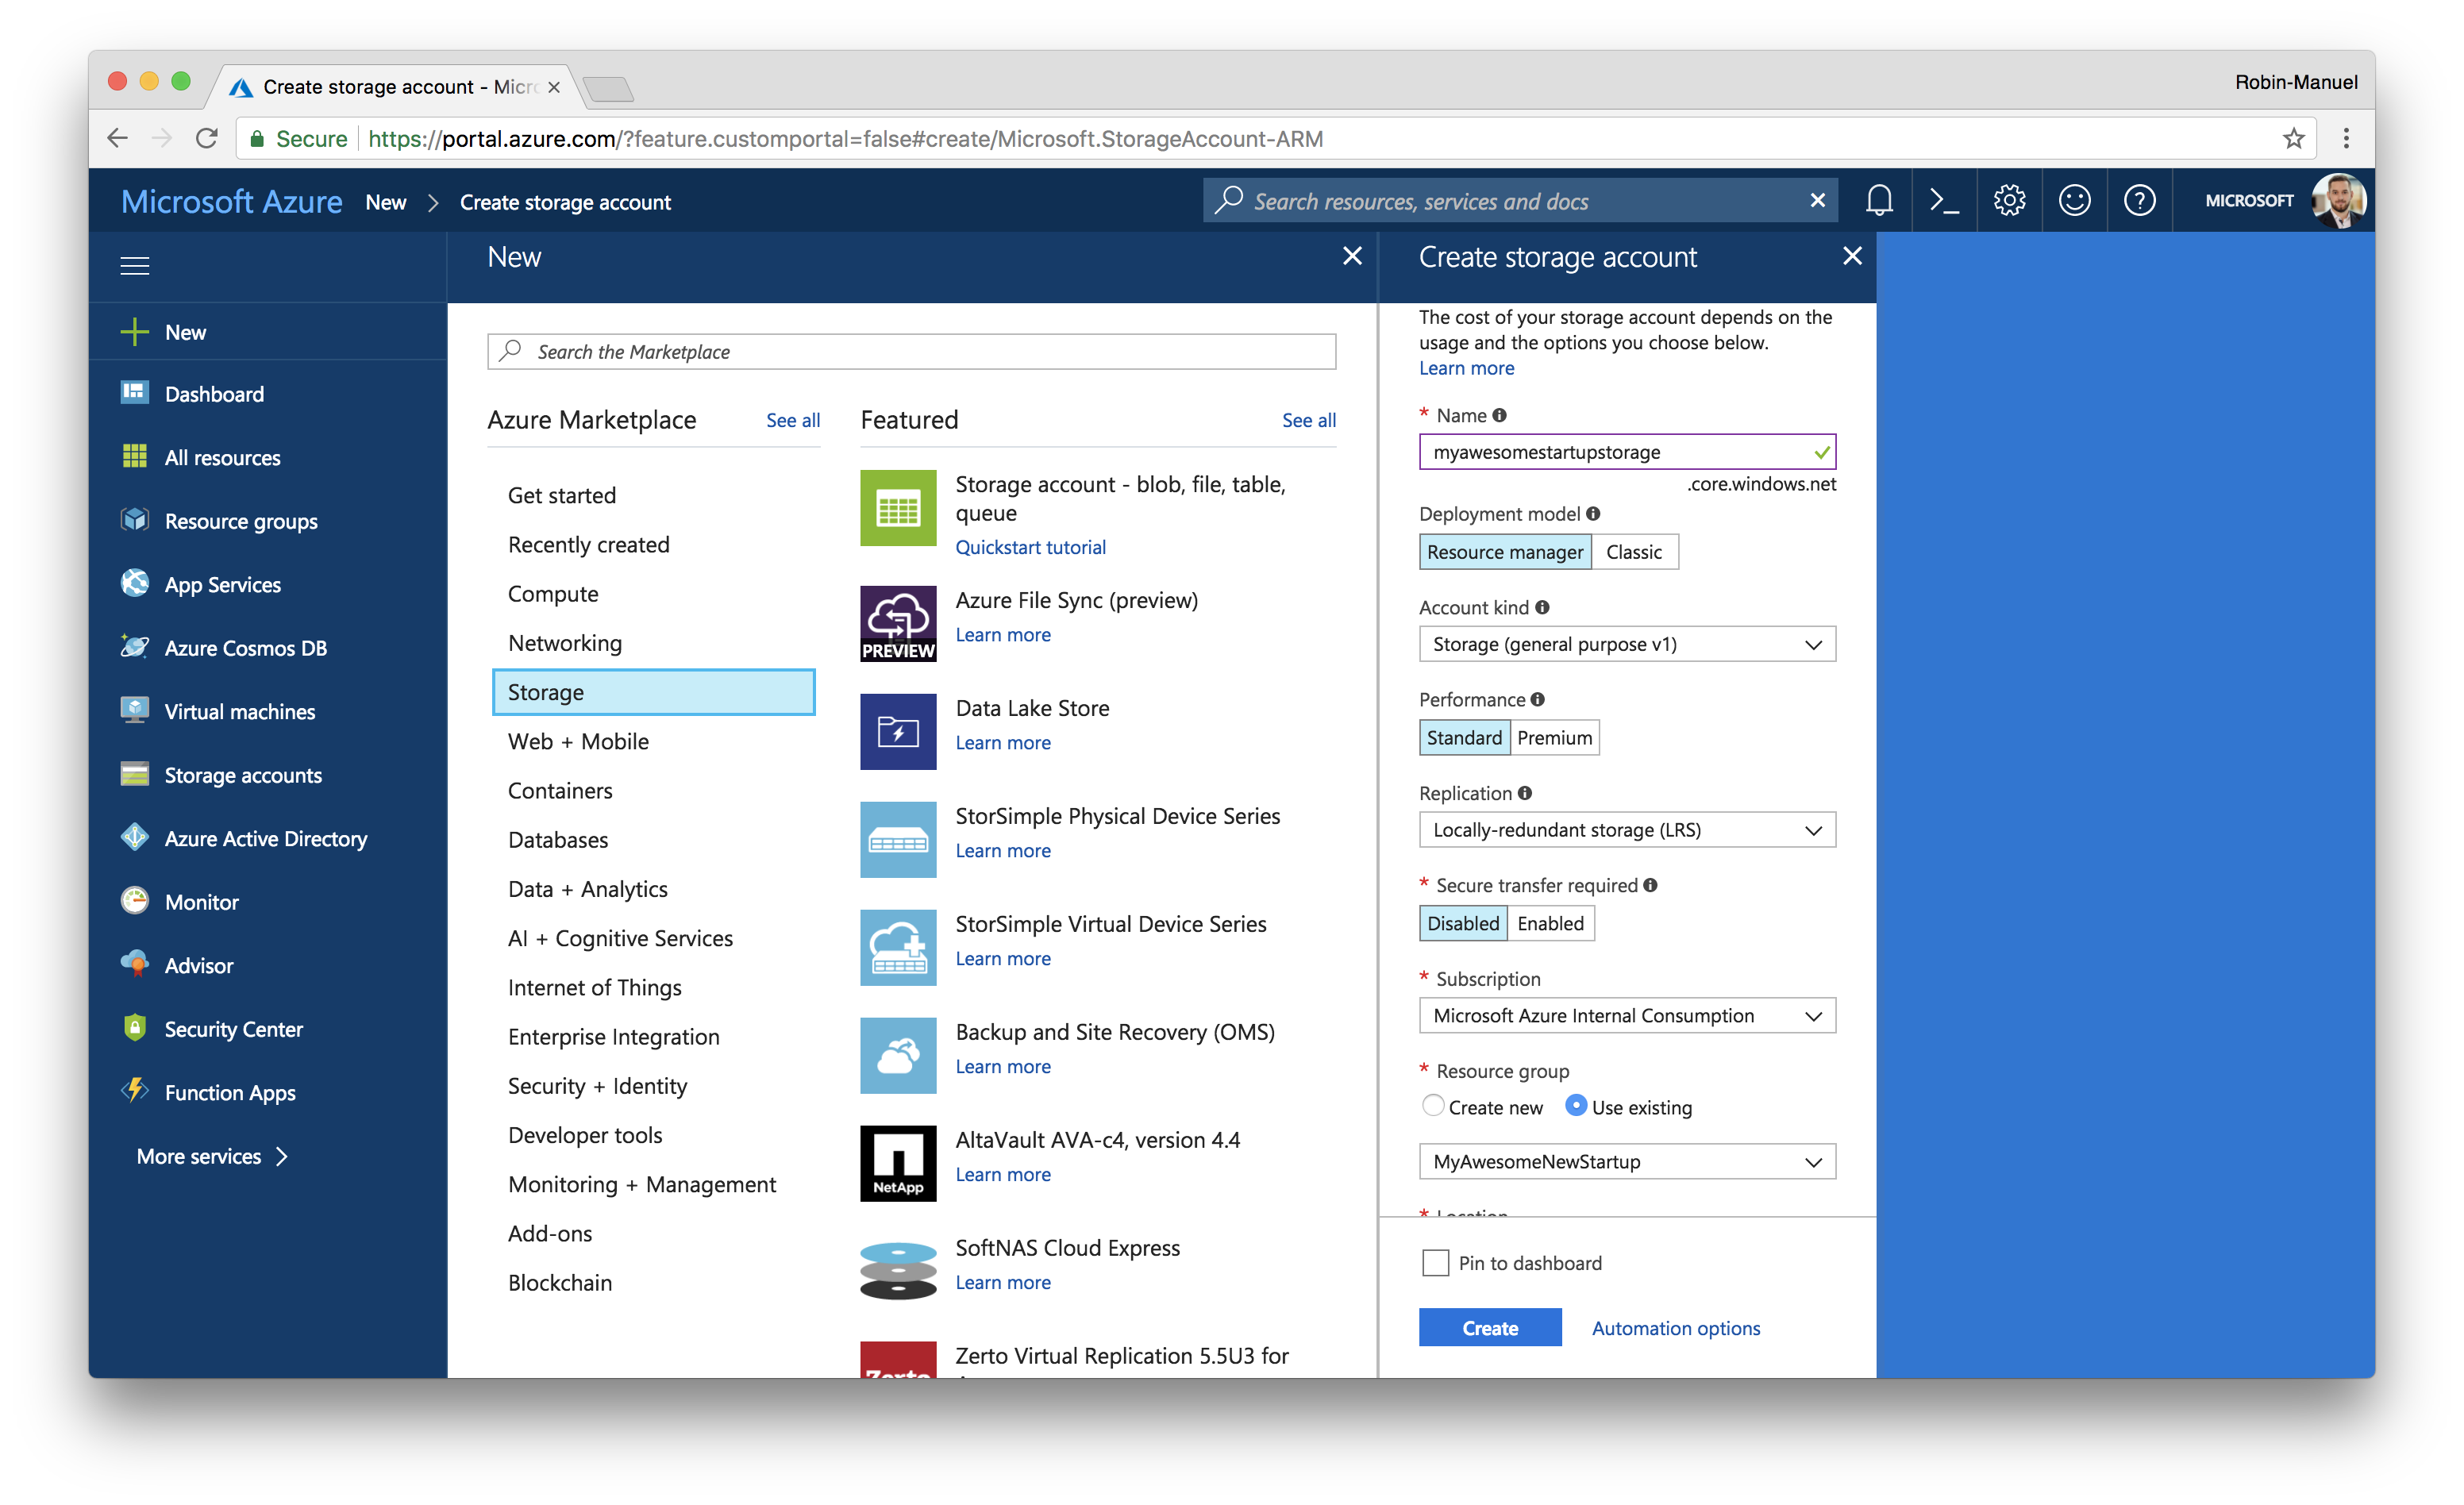 Create storage account - Micr
Robin-Manuel
Secure
https://portal.azure.com/?feature.customportal=false#create/Microsoft.StorageAccount-ARM
Microsoft Azure
New
Create storage account
Search resources, services and docs
MICROSOFT
New
Dashboard
All resources
Resource groups
App Services
Azure Cosmos DB
Virtual machines
Storage accounts
Azure Active Directory
Monitor
Advisor
Security Center
Function Apps
More services
New
Search the Marketplace
Azure Marketplace
See all
Get started
Recently created
Compute
Networking
Storage
Web + Mobile
Containers
Databases
Data + Analytics
AI + Cognitive Services
Internet of Things
Enterprise Integration
Security + Identity
Developer tools
Monitoring + Management
Add-ons
Blockchain
Featured
See all
Storage account - blob, file, table,
queue
Quickstart tutorial
PREVIEW
Azure File Sync (preview)
Learn more
Data Lake Store
Learn more
StorSimple Physical Device Series
Learn more
StorSimple Virtual Device Series
Learn more
Backup and Site Recovery (OMS)
Learn more
NetApp
AltaVault AVA-c4, version 4.4
Learn more
SoftNAS Cloud Express
Learn more
Zerto
Zerto Virtual Replication 5.5U3 for
Create storage account
The cost of your storage account depends on the
usage and the options you choose below.
Learn more
* Name
myawesomestartupstorage
.core.windows.net
Deployment model
Resource manager
Classic
Account kind
Storage (general purpose v1)
Performance
Standard
Premium
Replication
Locally-redundant storage (LRS)
* Secure transfer required
Disabled
Enabled
* Subscription
Microsoft Azure Internal Consumption
* Resource group
Create new
Use existing
MyAwesomeNewStartup
* Location
Pin to dashboard
Create
Automation options